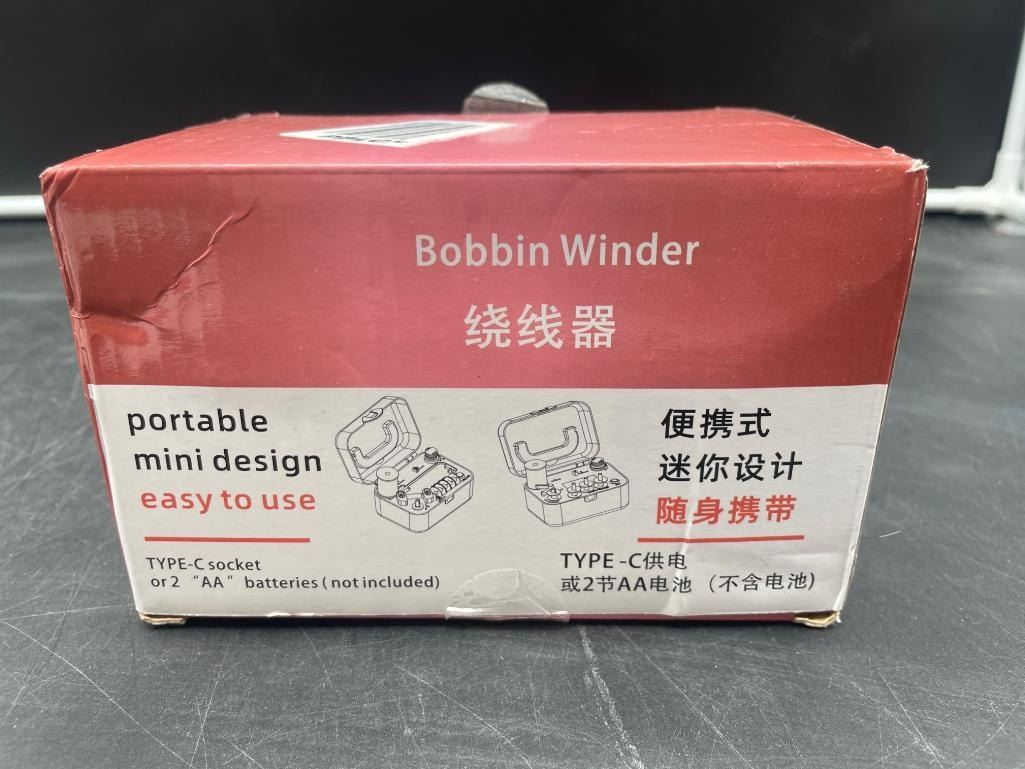 Bobbin Winder
绕线器
portable
mini design
easy to use
TYPE-C socket
or 2 “AA” batteries ( not included)
便携式
迷你设计
随身携带
TYPE -C供电
或2节AA电池 （不含电池)